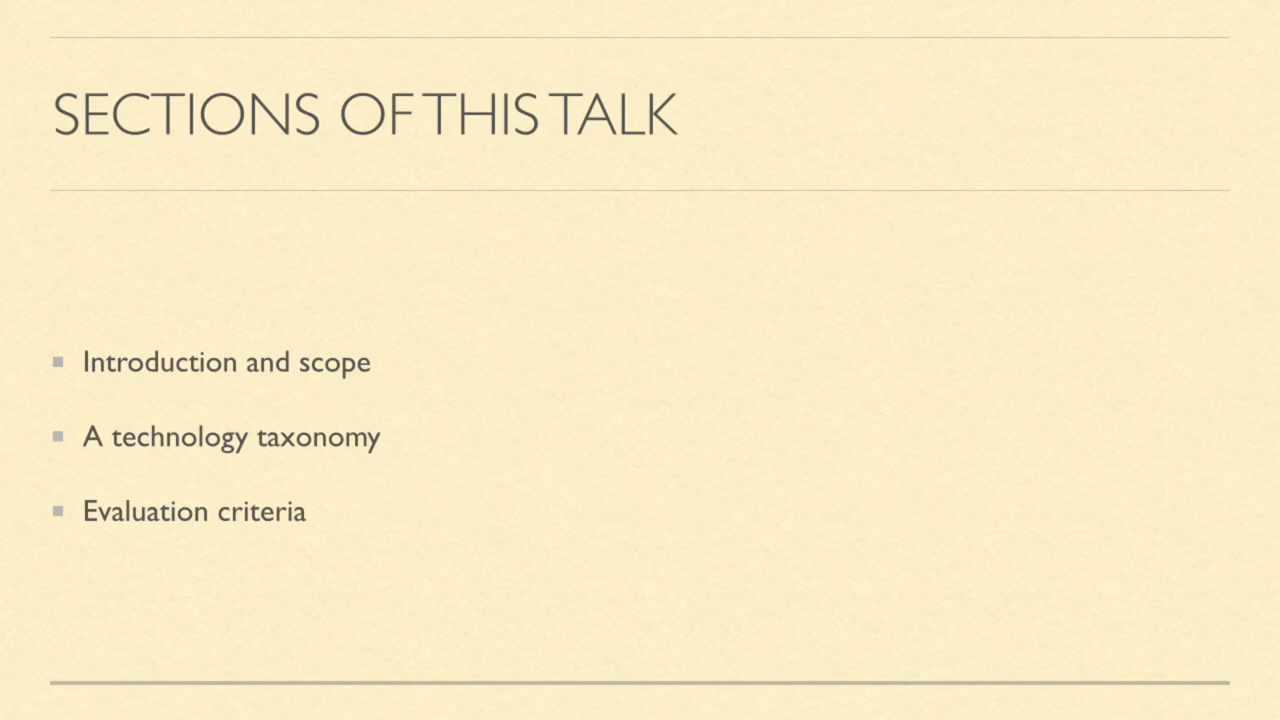 SECTIONS OF THIS TALK
Introduction and scope
A technology taxonomy
Evaluation criteria